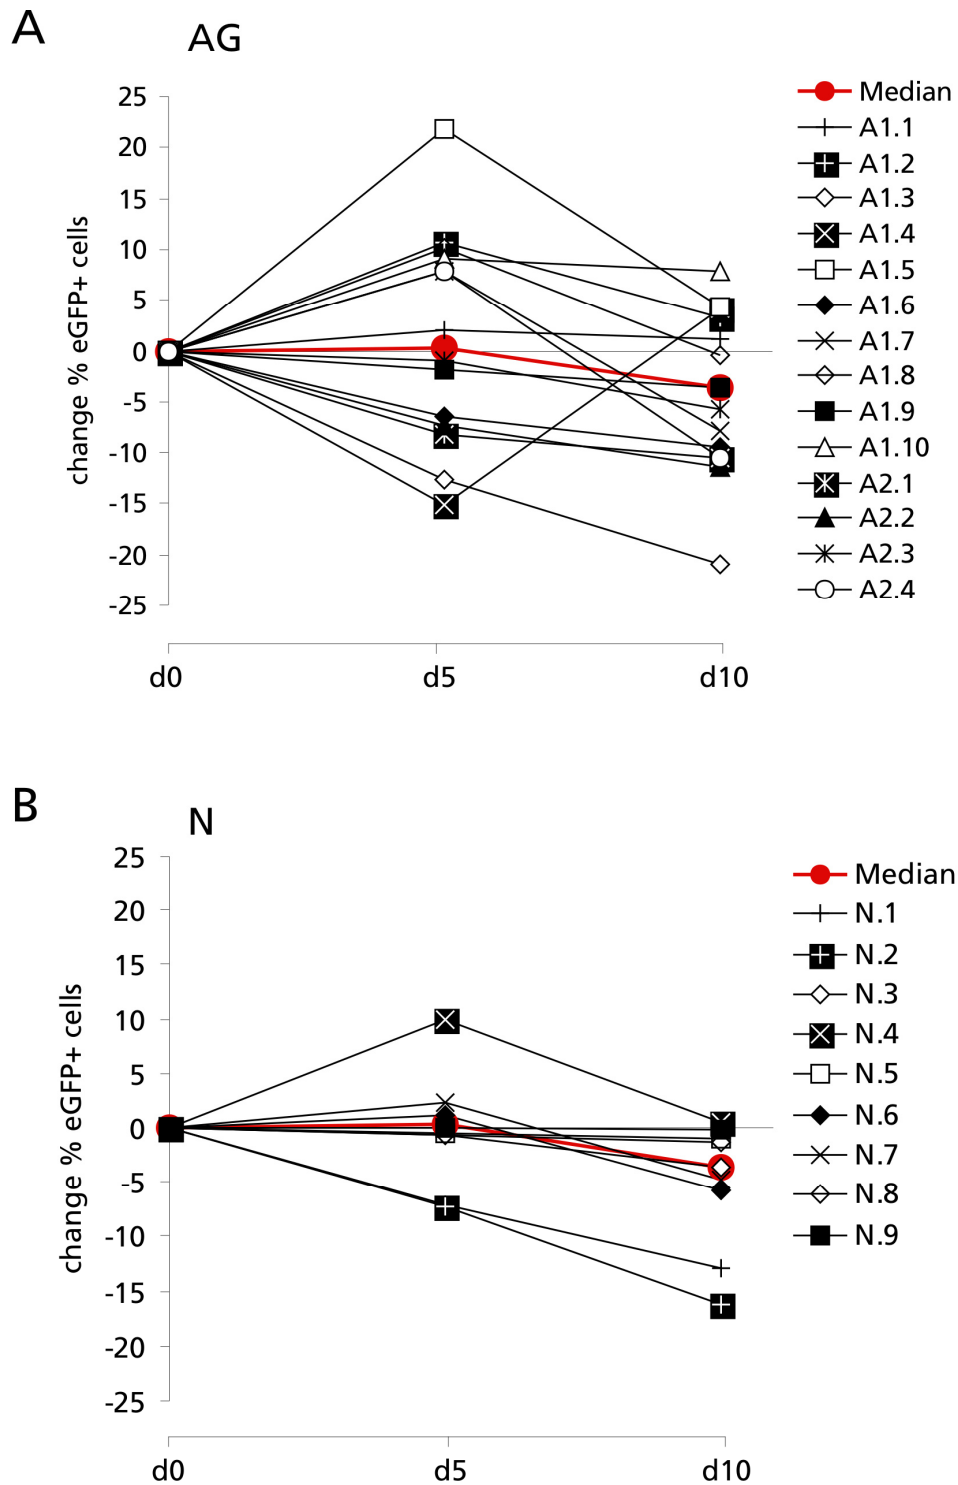 A
AG
change % eGFP+ cells
25
20
15
10
5
0
-5
-10
-15
-20
-25
d0 d5 d10
Median
A1.1
A1.2
A1.3
A1.4
A1.5
A1.6
A1.7
A1.8
A1.9
A1.10
A2.1
A2.2
A2.3
A2.4
B
N
change % eGFP+ cells
25
20
15
10
5
0
-5
-10
-15
-20
-25
d0 d5 d10
Median
N.1
N.2
N.3
N.4
N.5
N.6
N.7
N.8
N.9